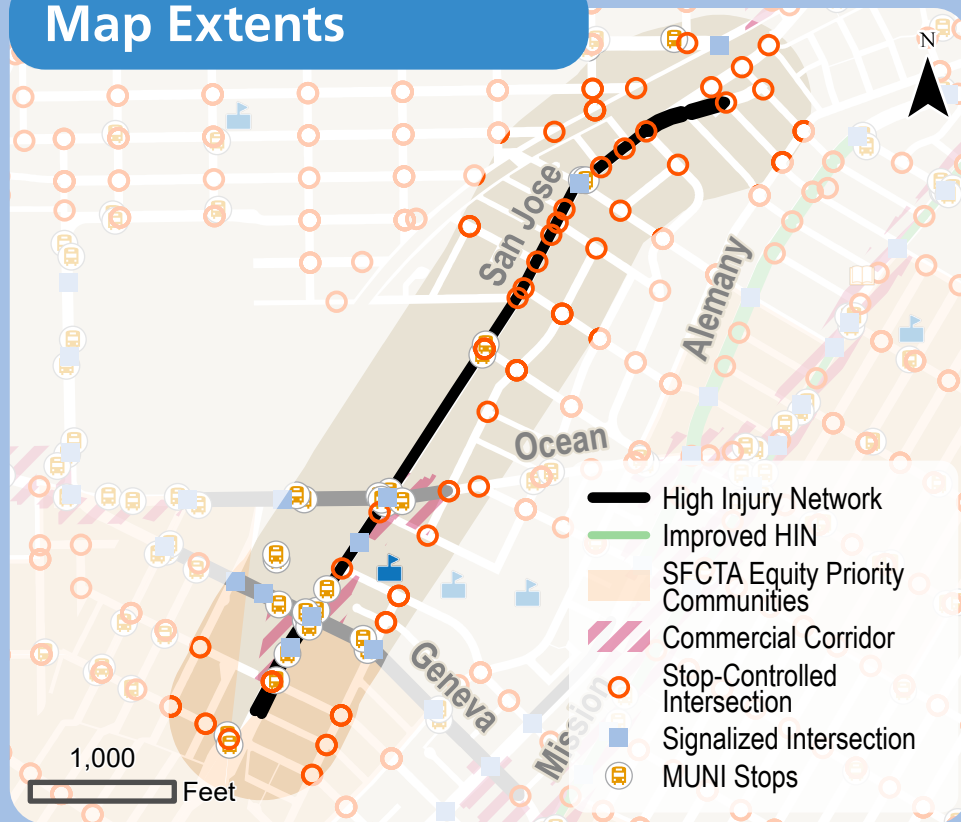 Map Extents
N
San Jose
Alemany
Ocean
Geneva
Mission
High Injury Network
Improved HIN
SFCTA Equity Priority
Communities
Commercial Corridor
Stop-Controlled
Intersection
Signalized Intersection
MUNI Stops
1,000
Feet